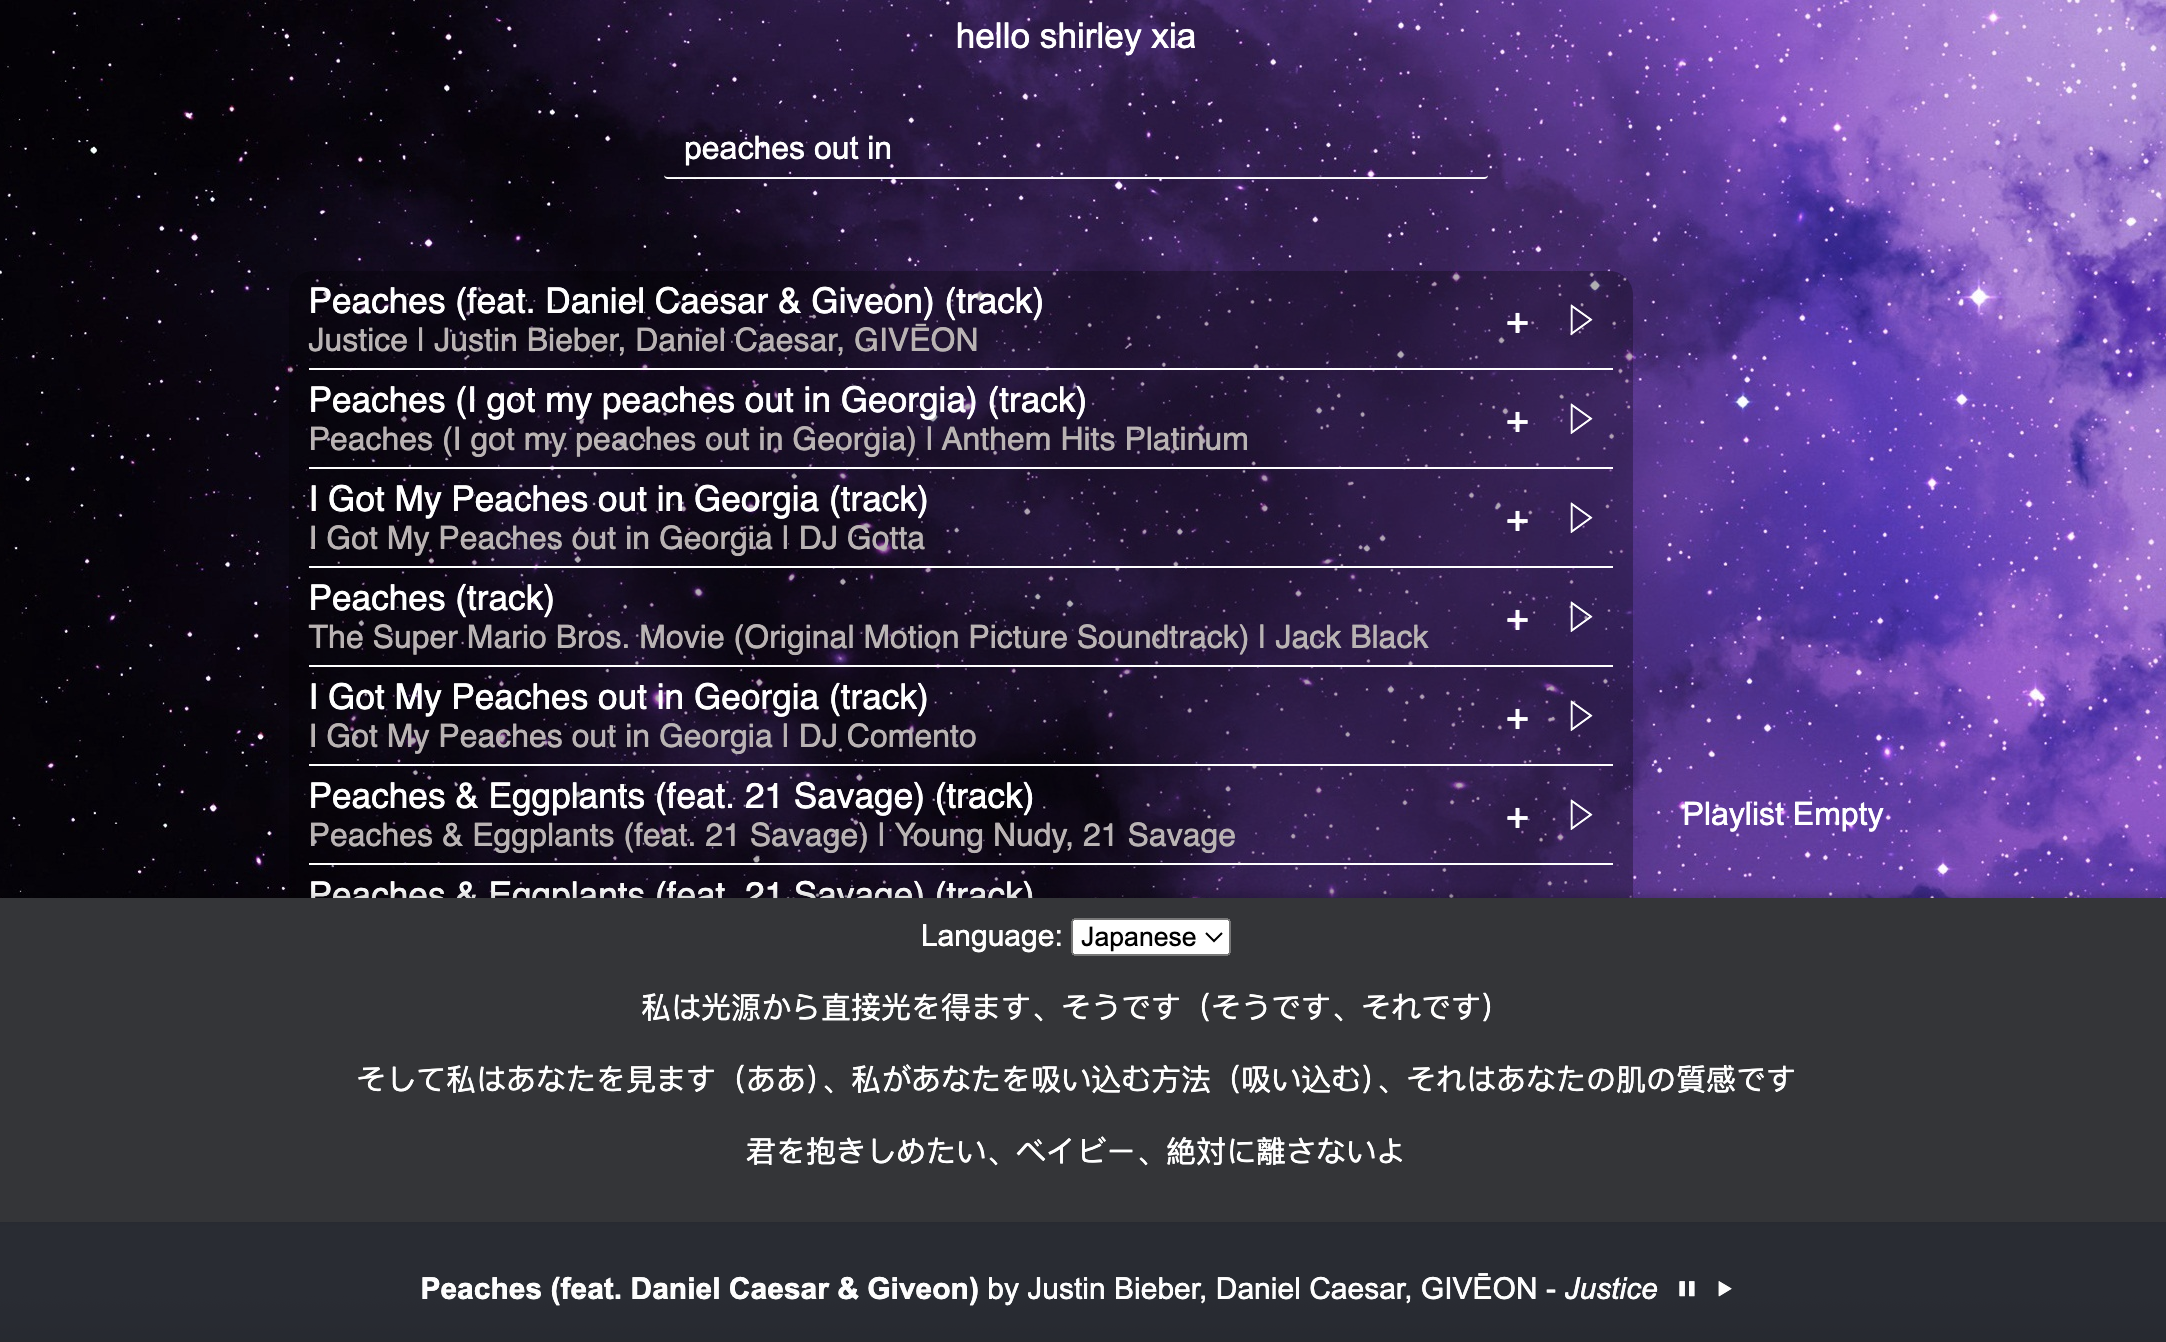 hello shirley xia
peaches out in
Peaches (feat. Daniel Caesar & Giveon) (track)
Justice | Justin Bieber, Daniel Caesar, GIVĒON
Peaches (I got my peaches out in Georgia) (track)
Peaches (I got my peaches out in Georgia) | Anthem Hits Platinum
I Got My Peaches out in Georgia (track)
I Got My Peaches out in Georgia | DJ Gotta
Peaches (track)
The Super Mario Bros. Movie (Original Motion Picture Soundtrack) | Jack Black
I Got My Peaches out in Georgia (track)
I Got My Peaches out in Georgia | DJ Comento
Peaches & Eggplants (feat. 21 Savage) (track)
Peaches & Eggplants (feat. 21 Savage) | Young Nudy, 21 Savage
Playlist Empty
Peaches & Eggplants (feat. 21 Savage) (track)
Language: Japanese
私は光源から直接光を得ます、そうです（そうです、それです）
そして私はあなたを見ます（ああ）、私があなたを吸い込む方法（吸い込む）、それはあなたの肌の質感です
君を抱きしめたい、ベイビー、絶対に離さないよ
Peaches (feat. Daniel Caesar & Giveon) by Justin Bieber, Daniel Caesar, GIVĒON - Justice